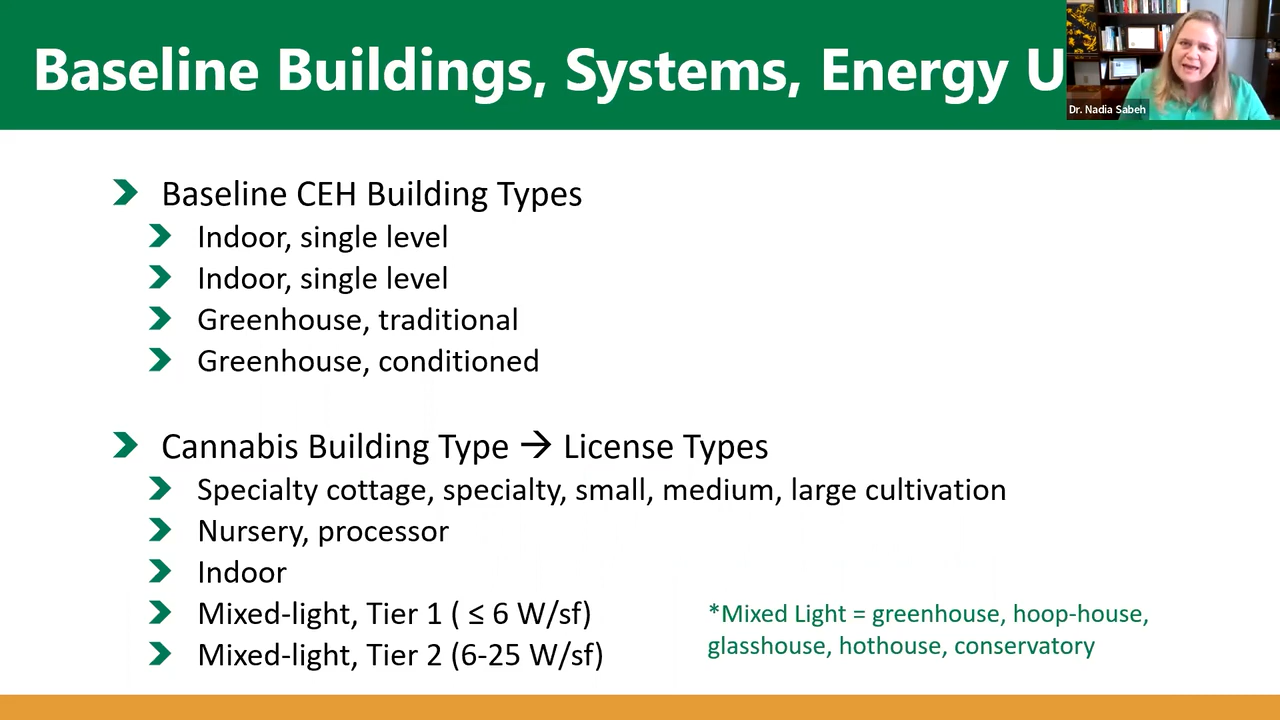 Baseline Buildings, Systems, Energy U
Dr. Nadia Sabeh
Baseline CEH Building Types
Indoor, single level
Indoor, single level
Greenhouse, traditional
Greenhouse, conditioned
Cannabis Building Type → License Types
Specialty cottage, specialty, small, medium, large cultivation
Nursery, processor
Indoor
Mixed-light, Tier 1 ( ≤ 6 W/sf)
Mixed-light, Tier 2 (6-25 W/sf)
*Mixed Light = greenhouse, hoop-house,
glasshouse, hothouse, conservatory